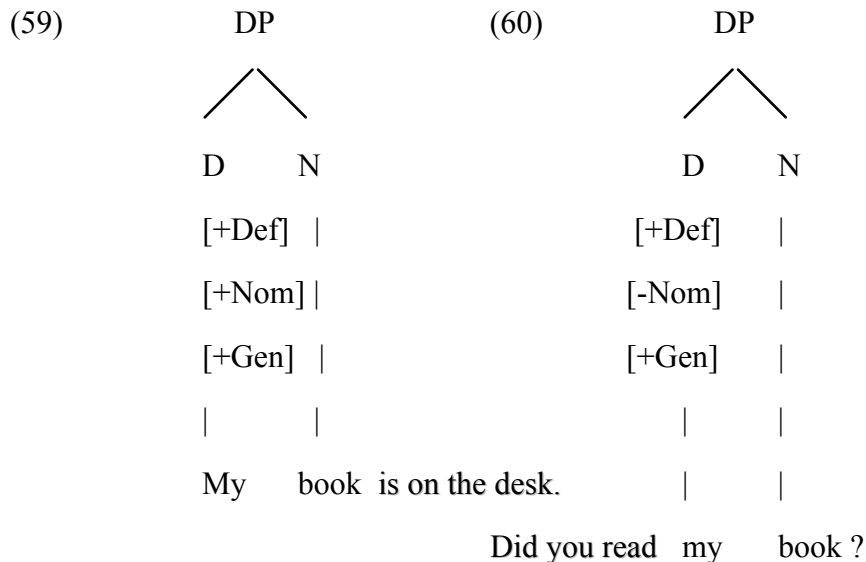 (59) DP (60) DP
D N D N
[+Def] | [+Def] |
[+Nom] | [-Nom] |
[+Gen] | [+Gen] |
| | | |
My book is on the desk. | |
Did you read my book ?